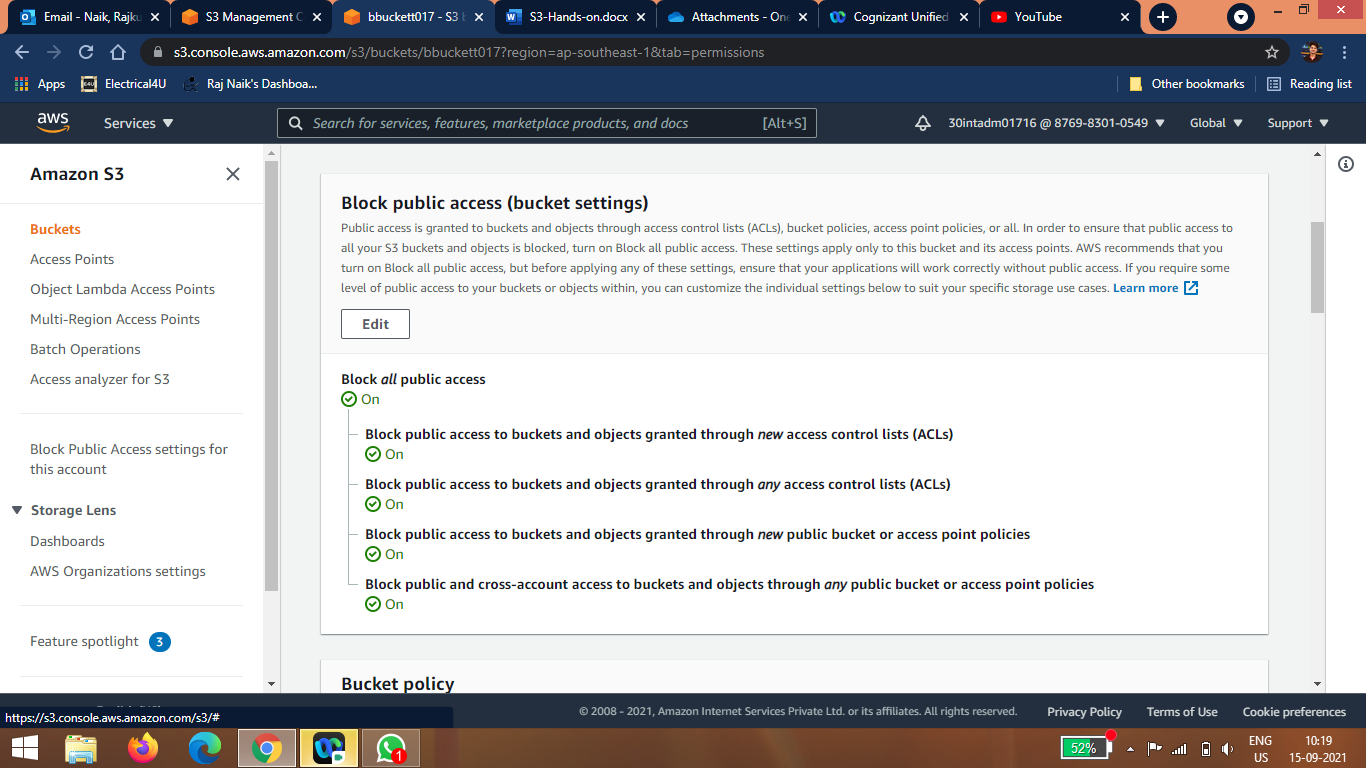 Email - Naik, Rajku
S3 Management C
bbuckett017 - S3 b
S3-Hands-on.docx
Attachments - One
Cognizant Unified
YouTube
s3.console.aws.amazon.com/s3/buckets/bbuckett017?region=ap-southeast-1&tab=permissions
Apps
Electrical4U
Raj Naik's Dashboa...
Other bookmarks
Reading list
aws
Services
Search for services, features, marketplace products, and docs
[Alt+S]
30intadm01716 @ 8769-8301-0549
Global
Support
Amazon S3
Buckets
Access Points
Object Lambda Access Points
Multi-Region Access Points
Batch Operations
Access analyzer for S3
Block Public Access settings for
this account
Storage Lens
Dashboards
AWS Organizations settings
Feature spotlight 3
Block public access (bucket settings)
Public access is granted to buckets and objects through access control lists (ACLs), bucket policies, access point policies, or all. In order to ensure that public access to
all your S3 buckets and objects is blocked, turn on Block all public access. These settings apply only to this bucket and its access points. AWS recommends that you
turn on Block all public access, but before applying any of these settings, ensure that your applications will work correctly without public access. If you require some
level of public access to your buckets or objects within, you can customize the individual settings below to suit your specific storage use cases. Learn more
Edit
Block all public access
On
Block public access to buckets and objects granted through new access control lists (ACLs)
On
Block public access to buckets and objects granted through any access control lists (ACLs)
On
Block public access to buckets and objects granted through new public bucket or access point policies
On
Block public and cross-account access to buckets and objects through any public bucket or access point policies
On
Bucket policy
https://s3.console.aws.amazon.com/s3/#
© 2008 - 2021, Amazon Internet Services Private Ltd. or its affiliates. All rights reserved.
Privacy Policy
Terms of Use
Cookie preferences
1
52%
ENG
US
10:19
15-09-2021